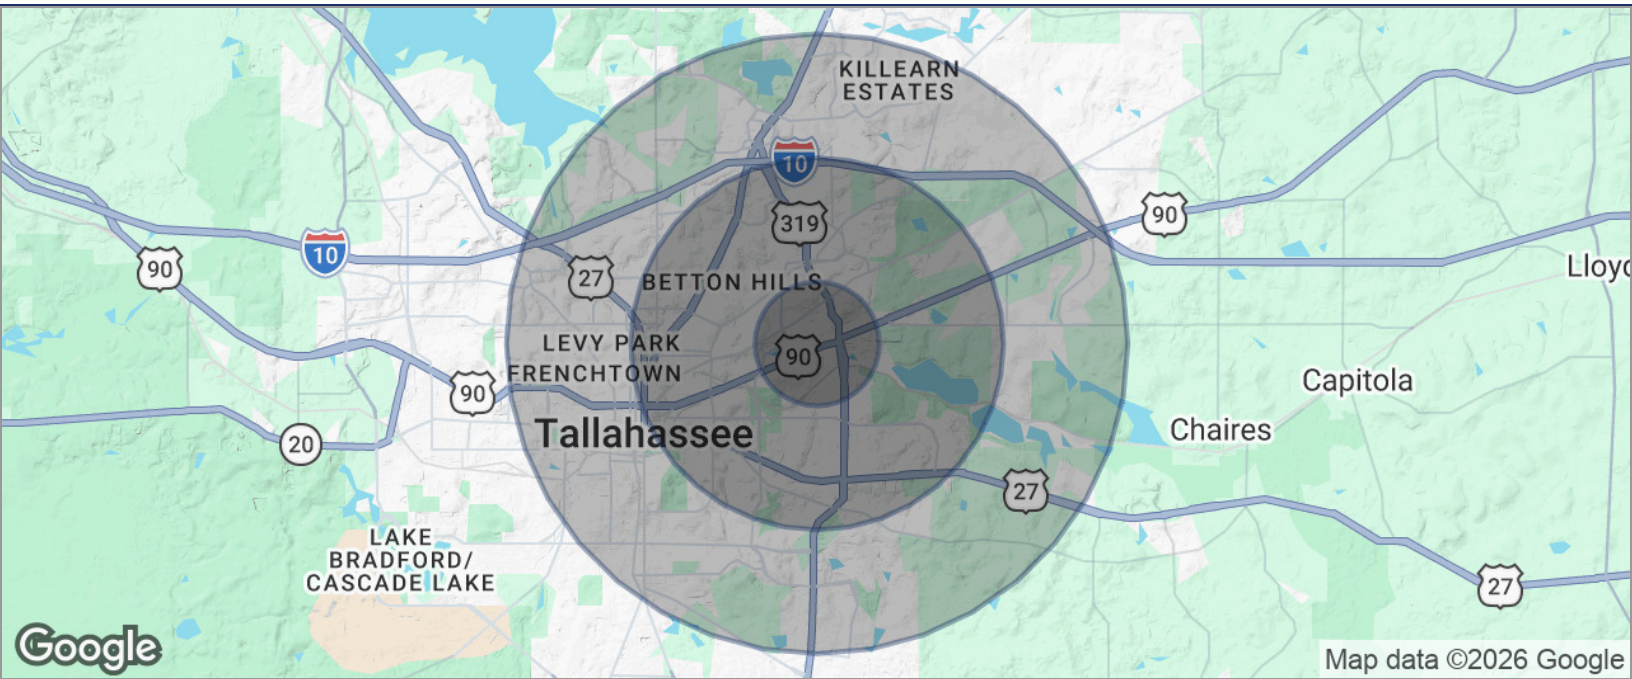 KILLEARN
ESTATES
10
319
90
10
90
27
BETTON HILLS
Lloyd
LEVY PARK
FRENCHTOWN
90
90
Capitola
20
Tallahassee
Chaires
27
LAKE
BRADFORD/
CASCADE LAKE
27
Google
Map data ©2026 Google